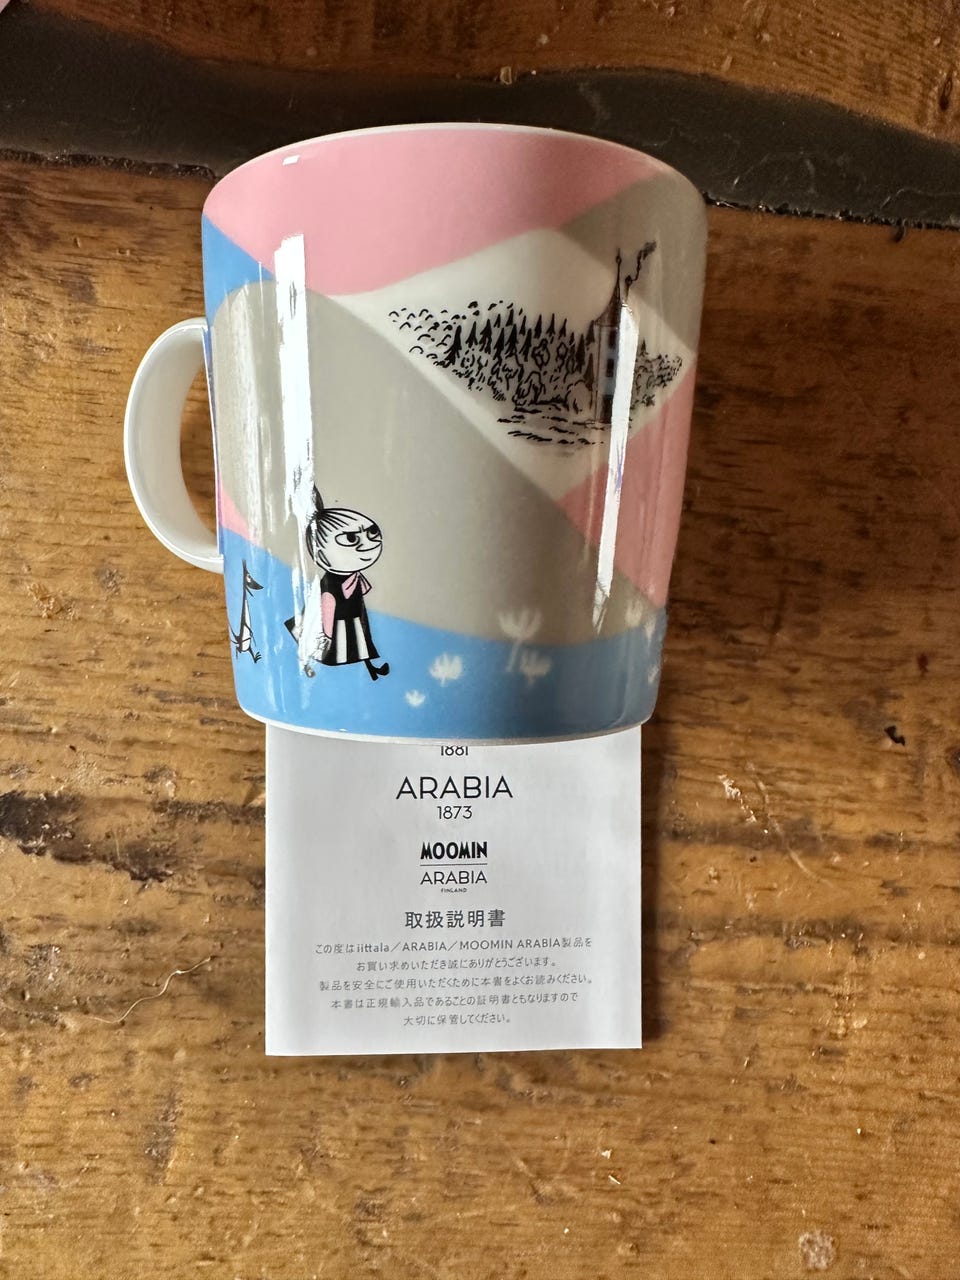 1881
ARABIA
1873
MOOMIN
ARABIA
FINLAND
取扱説明書
この度はiittala／ARABIA／MOOMIN ARABIA製品を
お買い求めいただき誠にありがとうございます。
製品を安全にご使用いただくために本書をよくお読みください。
本書は正規輸入品であることの証明書ともなりますので
大切に保管してください。